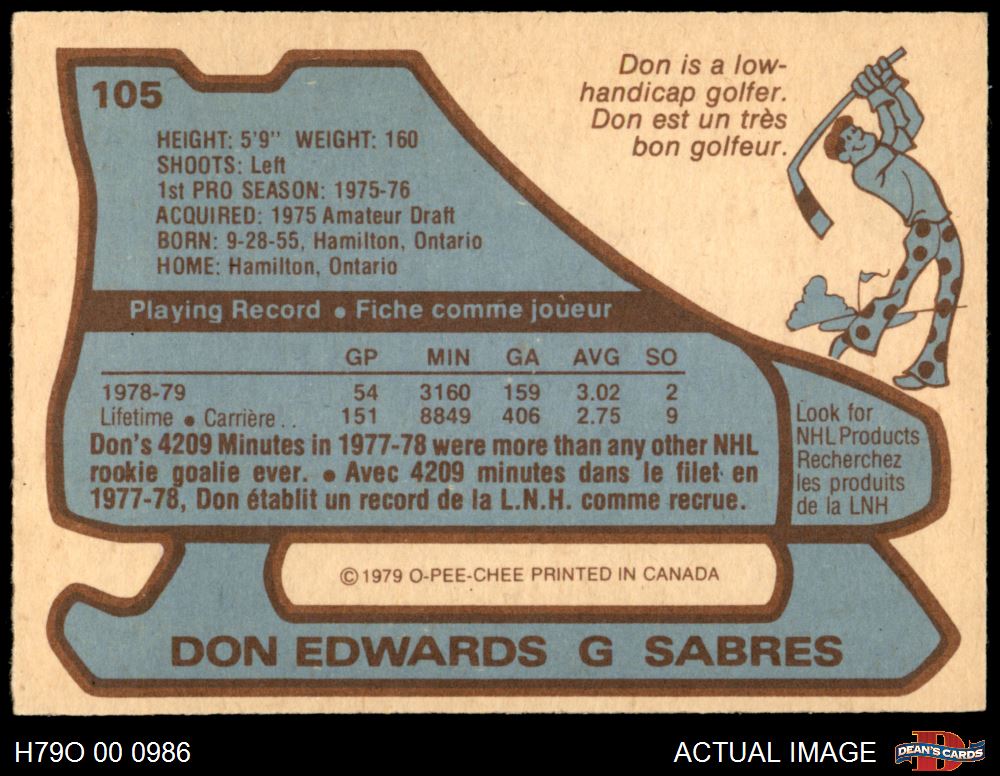 105
HEIGHT: 5'9" WEIGHT: 160
SHOOTS: Left
1st PRO SEASON: 1975-76
ACQUIRED: 1975 Amateur Draft
BORN: 9-28-55, Hamilton, Ontario
HOME: Hamilton, Ontario
Don is a low-
handicap golfer.
Don est un très
bon golfeur.
Playing Record • Fiche comme joueur
GP MIN GA AVG SO
1978-79 54 3160 159 3.02 2
Lifetime • Carrière .. 151 8849 406 2.75 9
Don's 4209 Minutes in 1977-78 were more than any other NHL
rookie goalie ever. • Avec 4209 minutes dans le filet en
1977-78, Don établit un record de la L.N.H. comme recrue.
Look for
NHL Products
Recherchez
les produits
de la LNH
© 1979 O-PEE-CHEE PRINTED IN CANADA
DON EDWARDS G SABRES
H79O 00 0986
ACTUAL IMAGE
DEAN'S CARDS